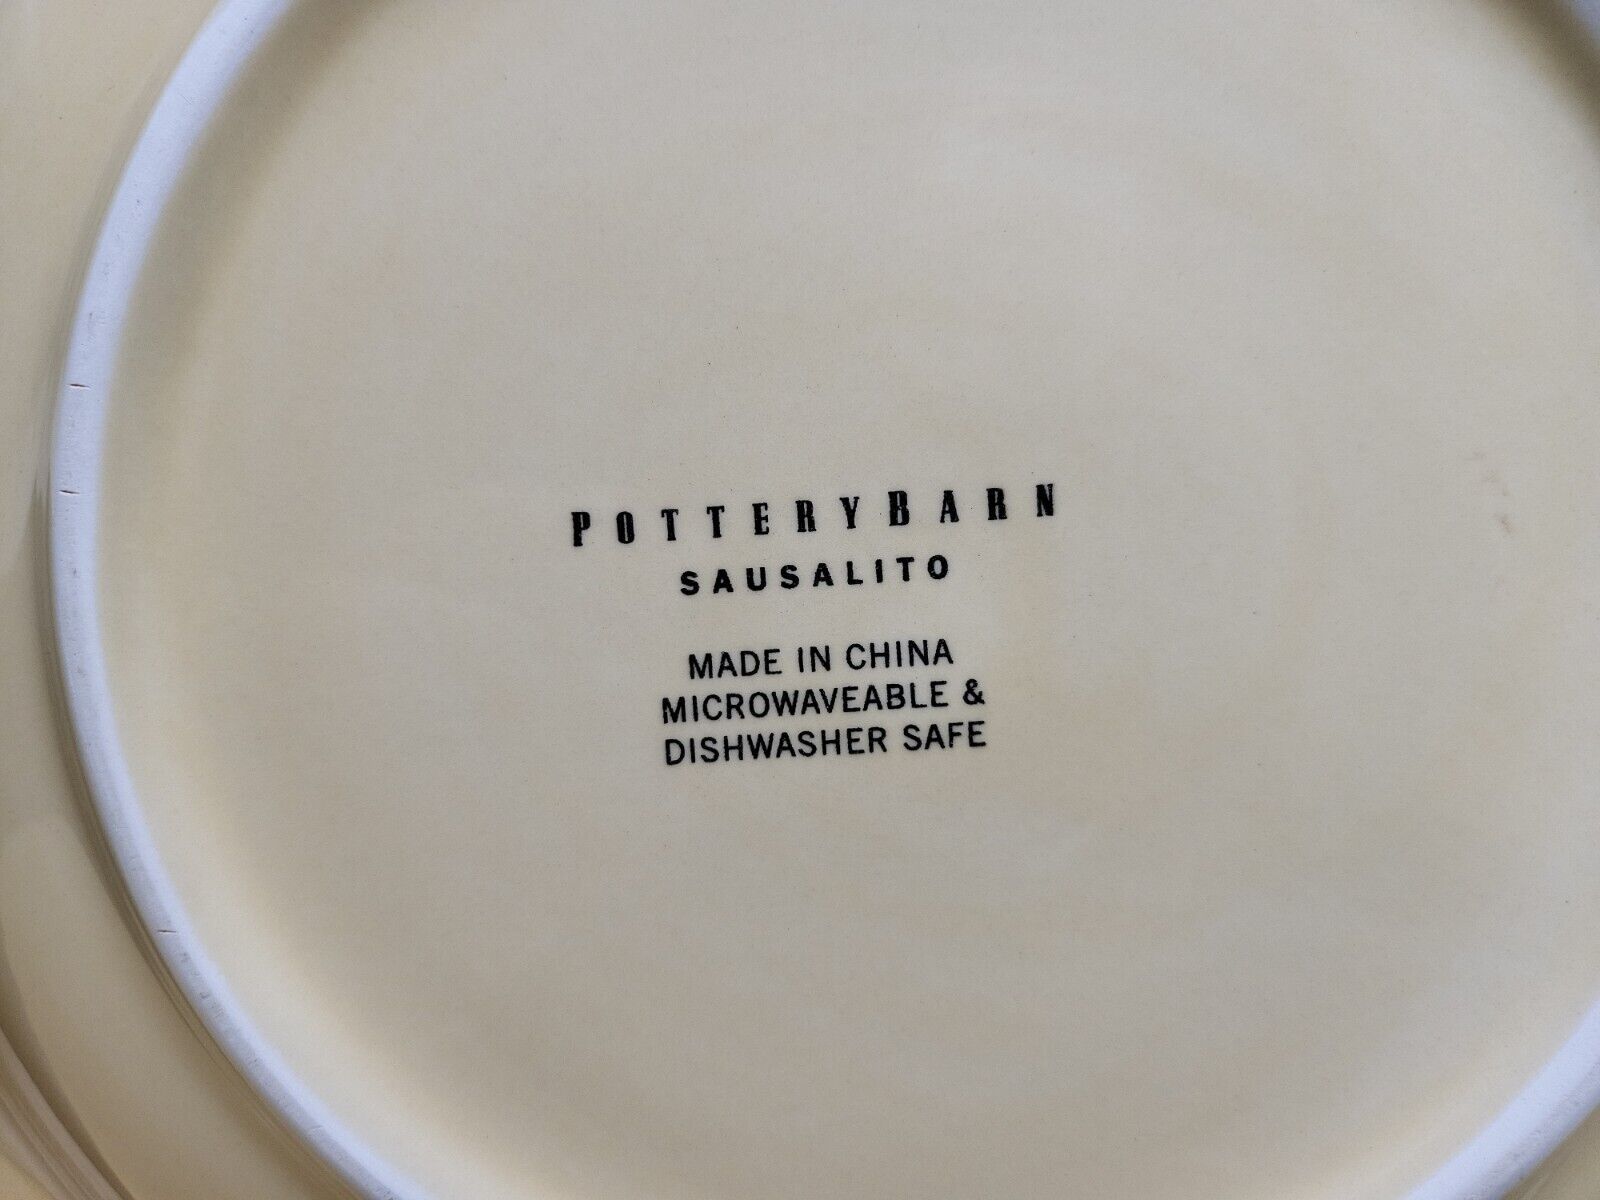 POTTERYBARN
SAUSALITO
MADE IN CHINA
MICROWAVEABLE &
DISHWASHER SAFE